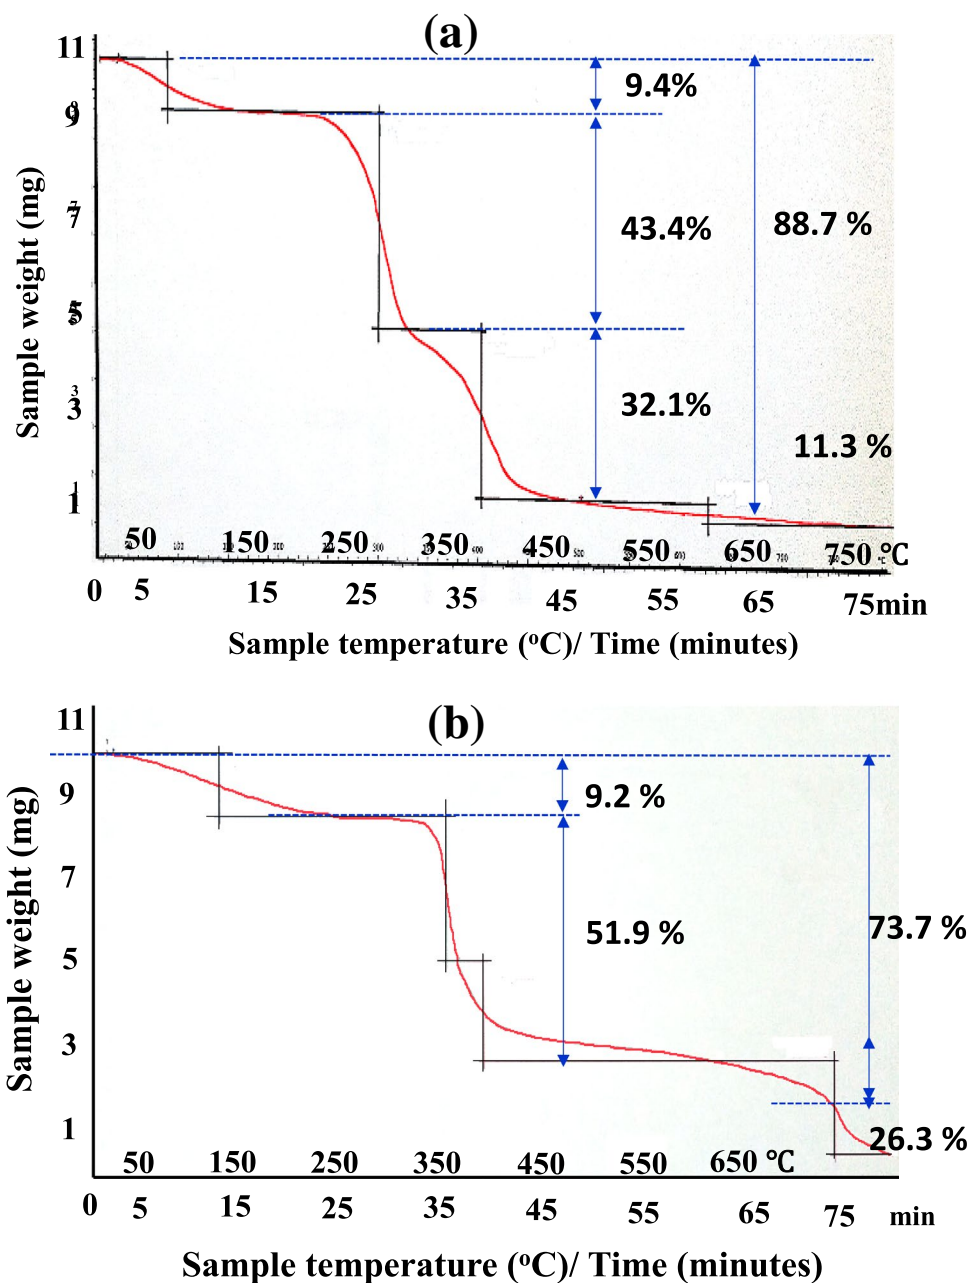 (a)
11
9
7
5
3
1
Sample weight (mg)
9.4%
43.4%
88.7 %
32.1%
11.3 %
50 150 250 350 450 550 650 750 °C
0 5 15 25 35 45 55 65 75min
Sample temperature (ᵒC)/ Time (minutes)
(b)
11
9
7
5
3
1
Sample weight (mg)
9.2 %
51.9 %
73.7 %
26.3 %
50 150 250 350 450 550 650 ℃
0 5 15 25 35 45 55 65 75 min
Sample temperature (ᵒC)/ Time (minutes)